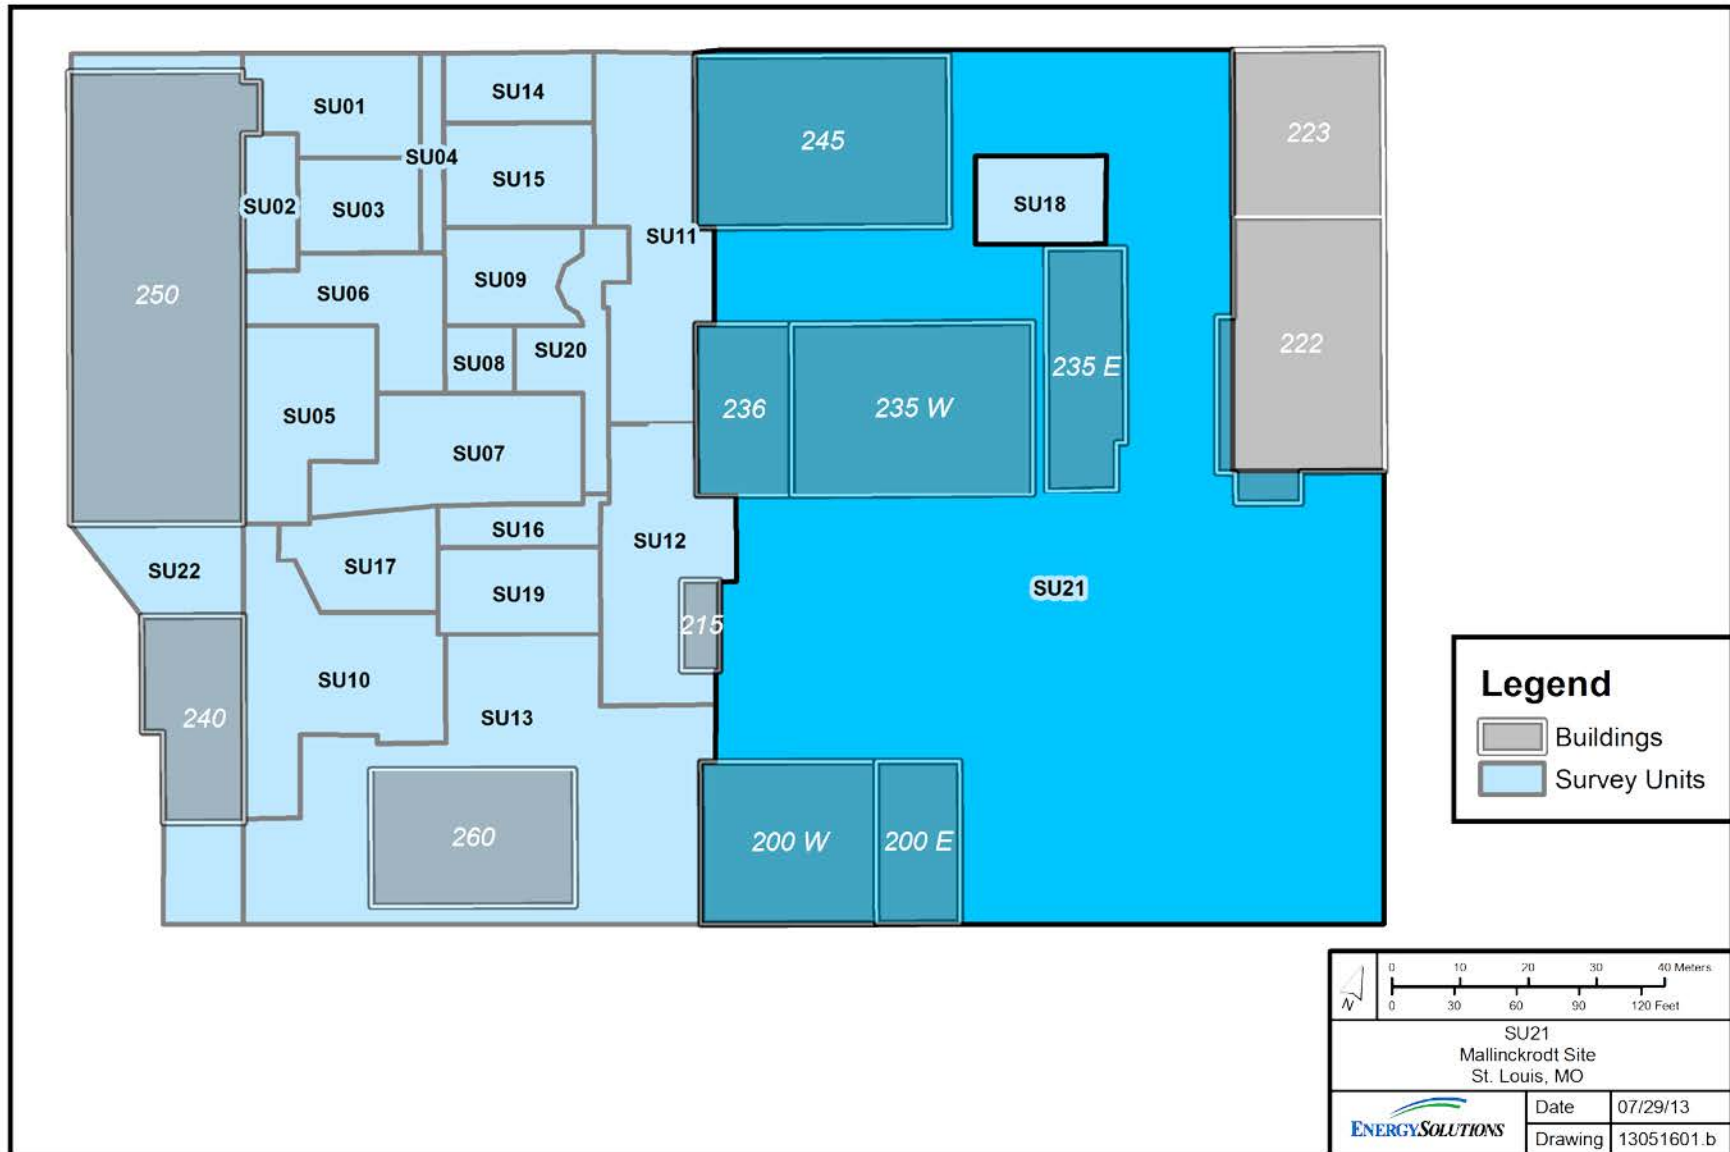 SU01
SU14
245
223
SU04
SU15
SU02
SU03
SU18
SU11
250
SU06
SU09
222
SU08
SU20
235 E
236
235 W
SU05
SU07
SU16
SU12
SU22
SU17
SU19
SU21
215
SU10
240
SU13
260
200 W
200 E
Legend
Buildings
Survey Units
0 10 20 30 40 Meters
0 30 60 90 120 Feet
N
SU21
Mallinckrodt Site
St. Louis, MO
ENERGYSOLUTIONS
Date 07/29/13
Drawing 13051601.b